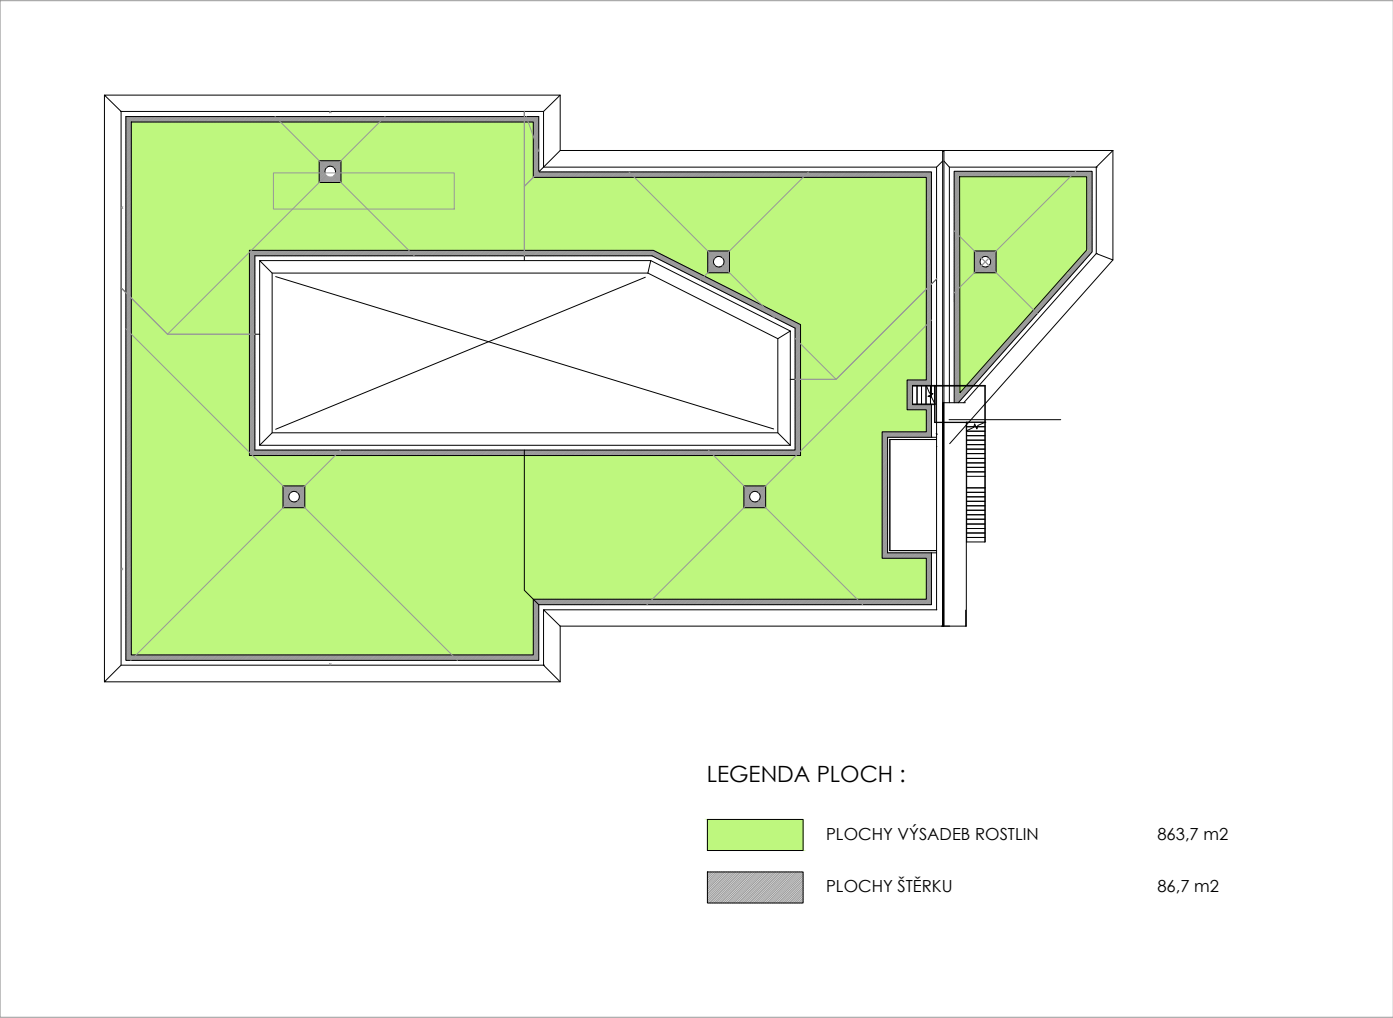 LEGENDA PLOCH :
PLOCHY VÝSADEB ROSTLIN 863,7 m2
PLOCHY ŠTĚRKU 86,7 m2